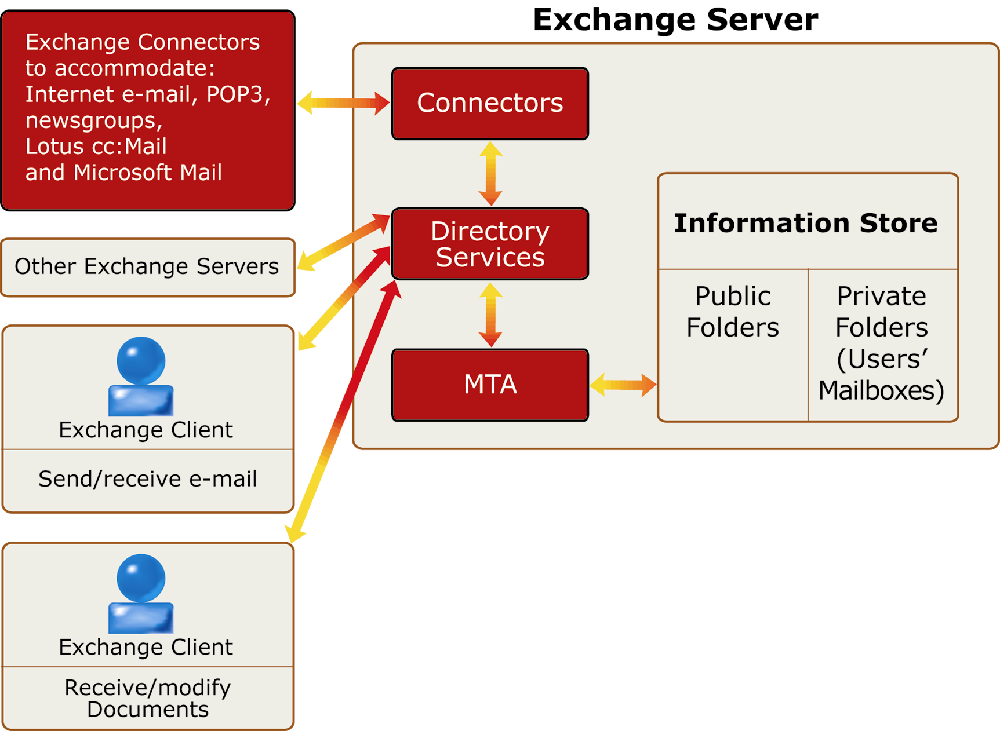 Exchange Server
Exchange Connectors
to accommodate:
Internet e-mail, POP3,
newsgroups,
Lotus cc:Mail
and Microsoft Mail
Connectors
Other Exchange Servers
Directory
Services
Information Store
Public
Folders
Private
Folders
(Users’
Mailboxes)
MTA
Exchange Client
Send/receive e-mail
Exchange Client
Receive/modify
Documents